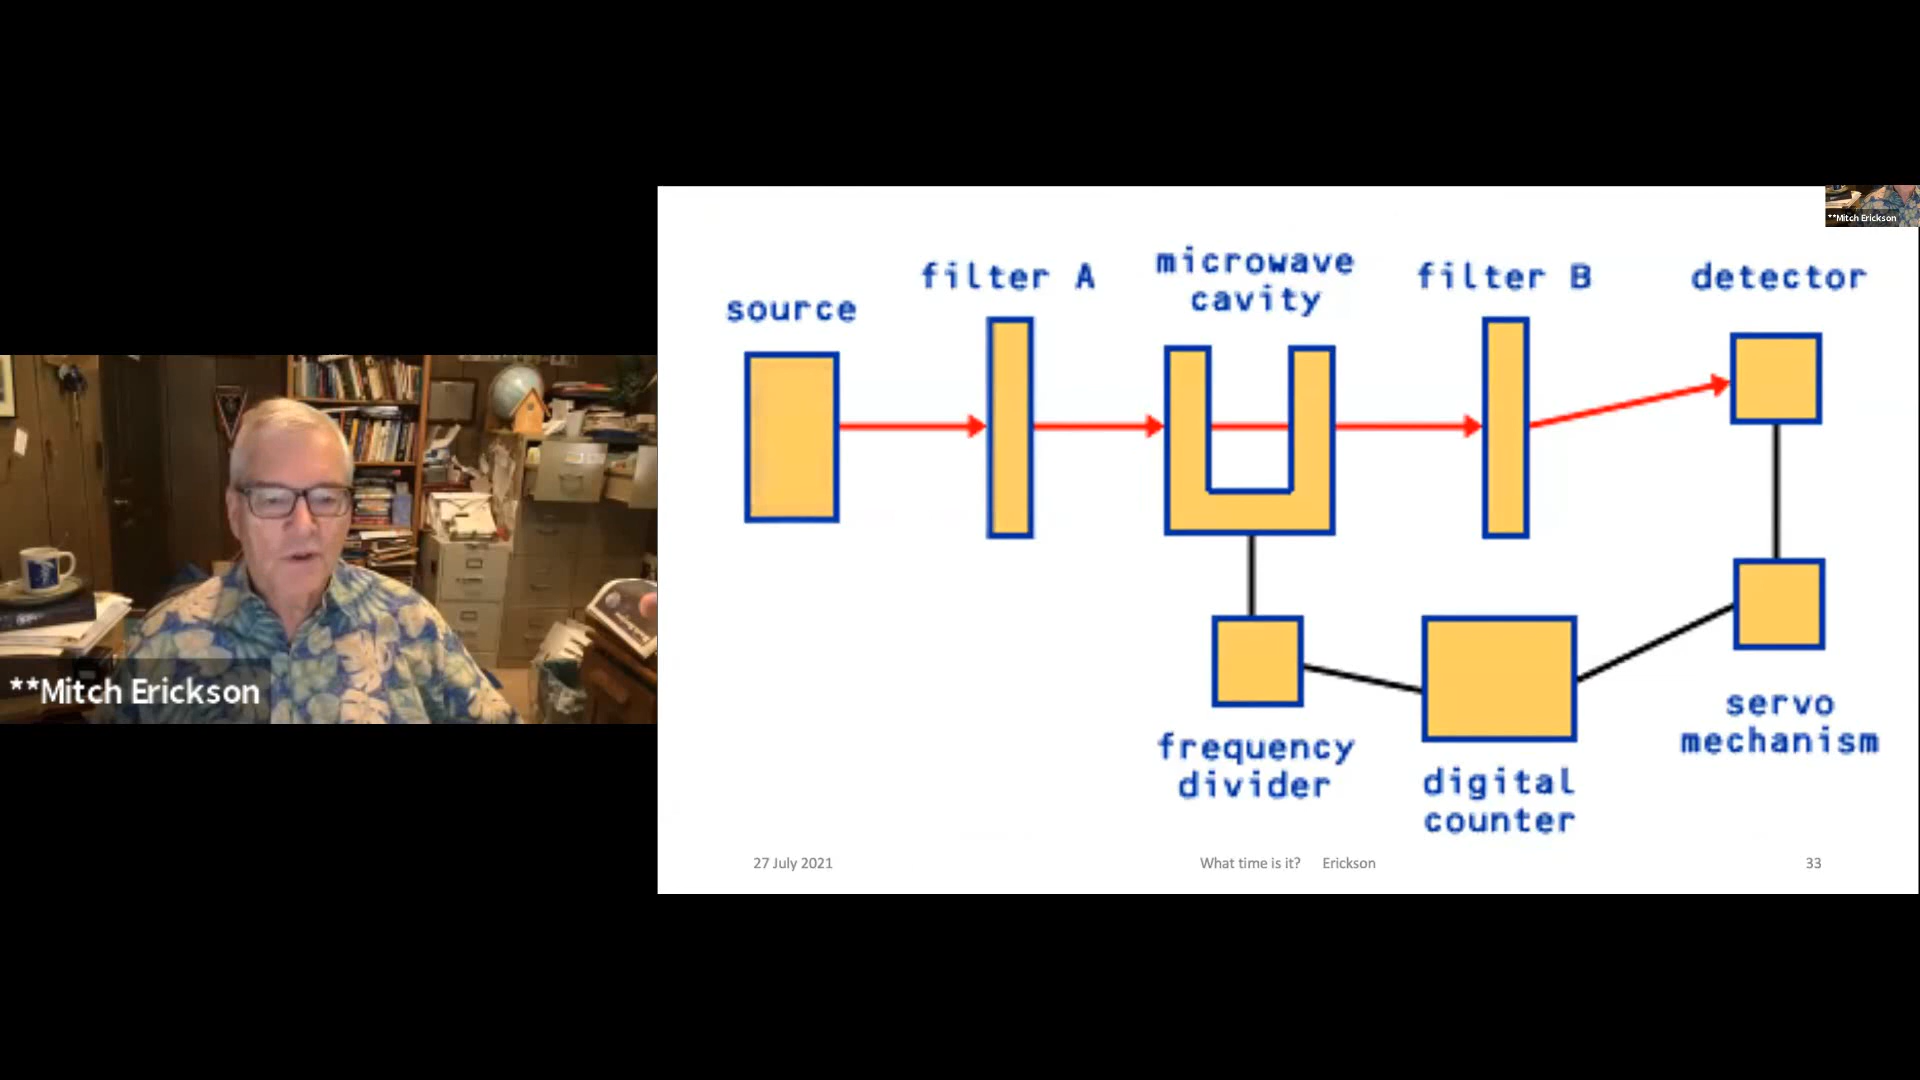 **Mitch Erickson
**Mitch Erickson
source
filter A
microwave
cavity
filter B
detector
frequency
divider
digital
counter
servo
mechanism
27 July 2021
What time is it? Erickson
33